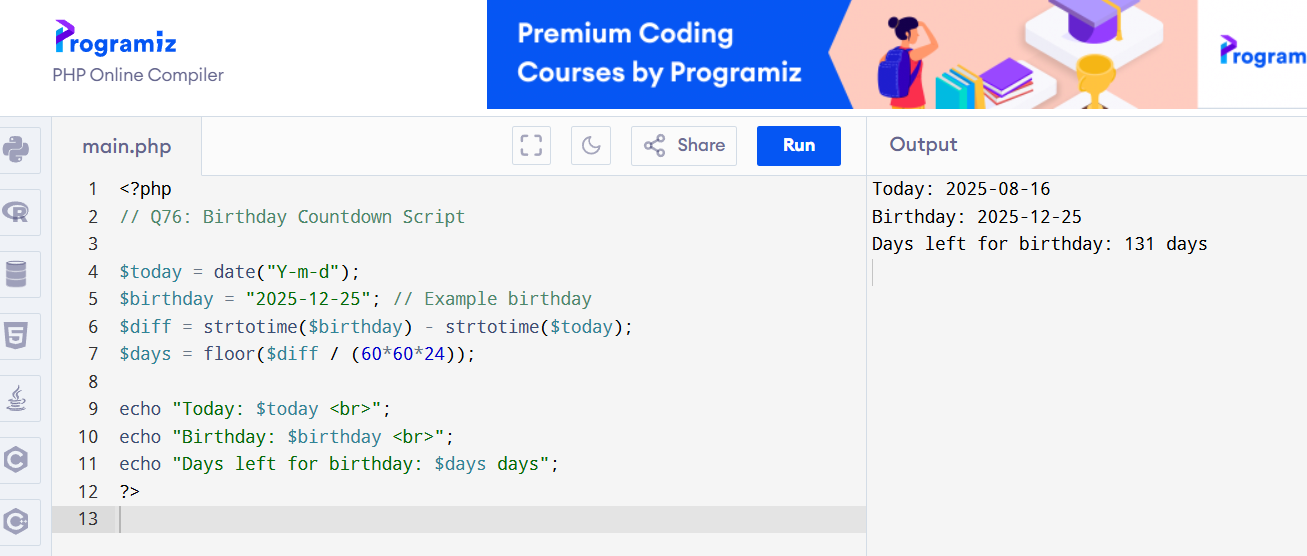 Programiz
PHP Online Compiler
Premium Coding
Courses by Programiz
Program
main.php
Share
Run
Output
1 <?php
2 // Q76: Birthday Countdown Script
3
4 $today = date("Y-m-d");
5 $birthday = "2025-12-25"; // Example birthday
6 $diff = strtotime($birthday) - strtotime($today);
7 $days = floor($diff / (60*60*24));
8
9 echo "Today: $today <br>";
10 echo "Birthday: $birthday <br>";
11 echo "Days left for birthday: $days days";
12 ?>
13
Today: 2025-08-16
Birthday: 2025-12-25
Days left for birthday: 131 days